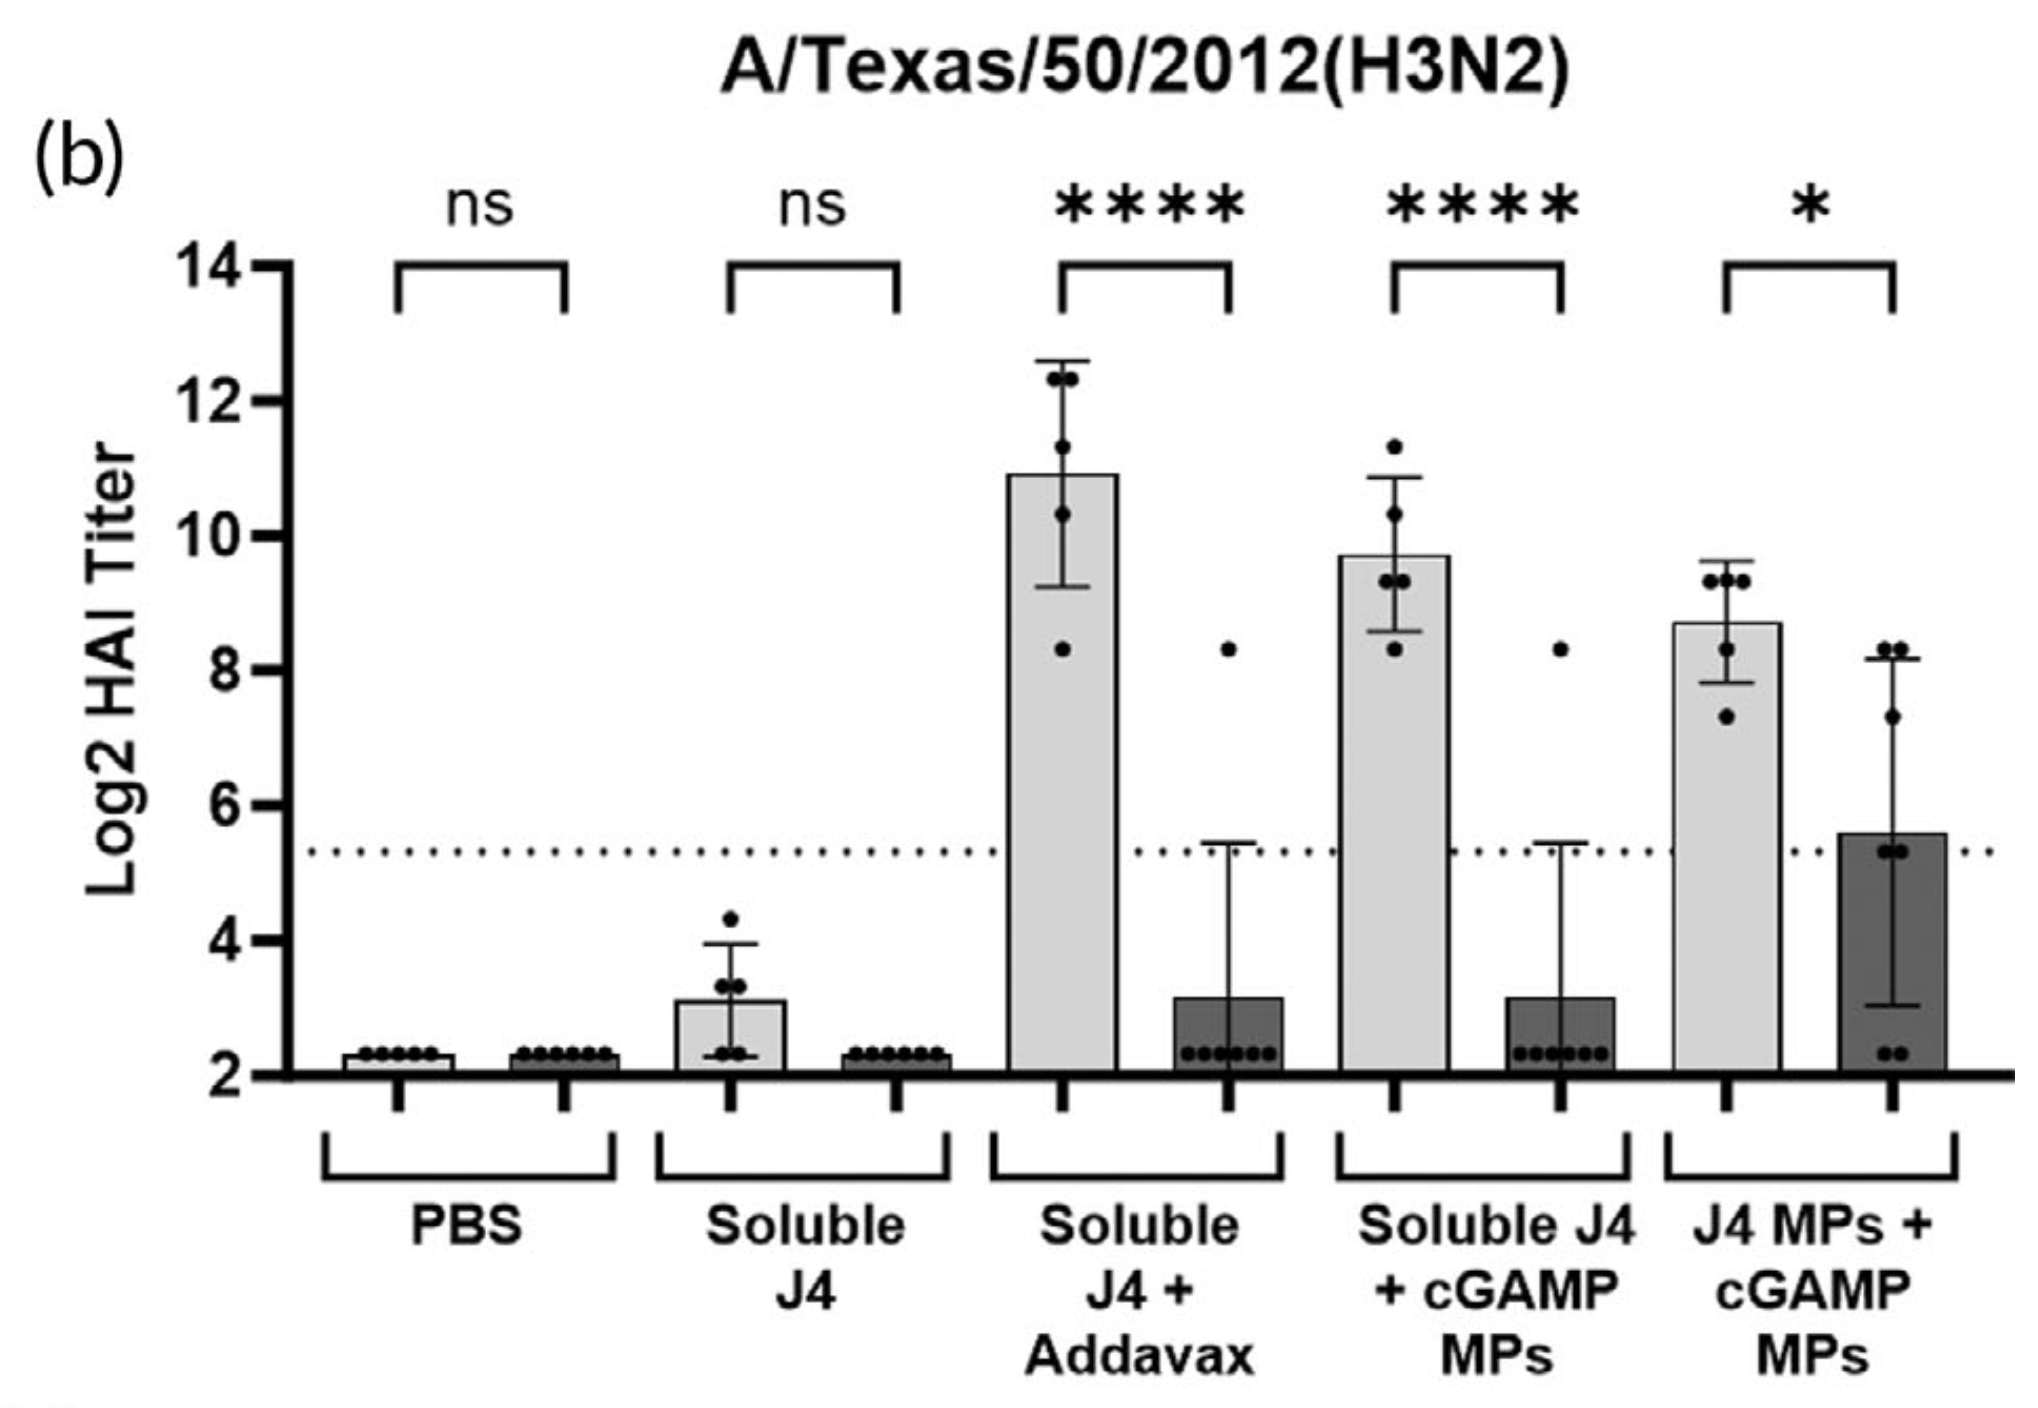 A/Texas/50/2012(H3N2)
(b)
ns ns **** **** *
14
12
10
8
6
4
2
Log2 HAI Titer
PBS
Soluble
J4
Soluble
J4 +
Addavax
Soluble J4
+ cGAMP
MPs
J4 MPs +
cGAMP
MPs